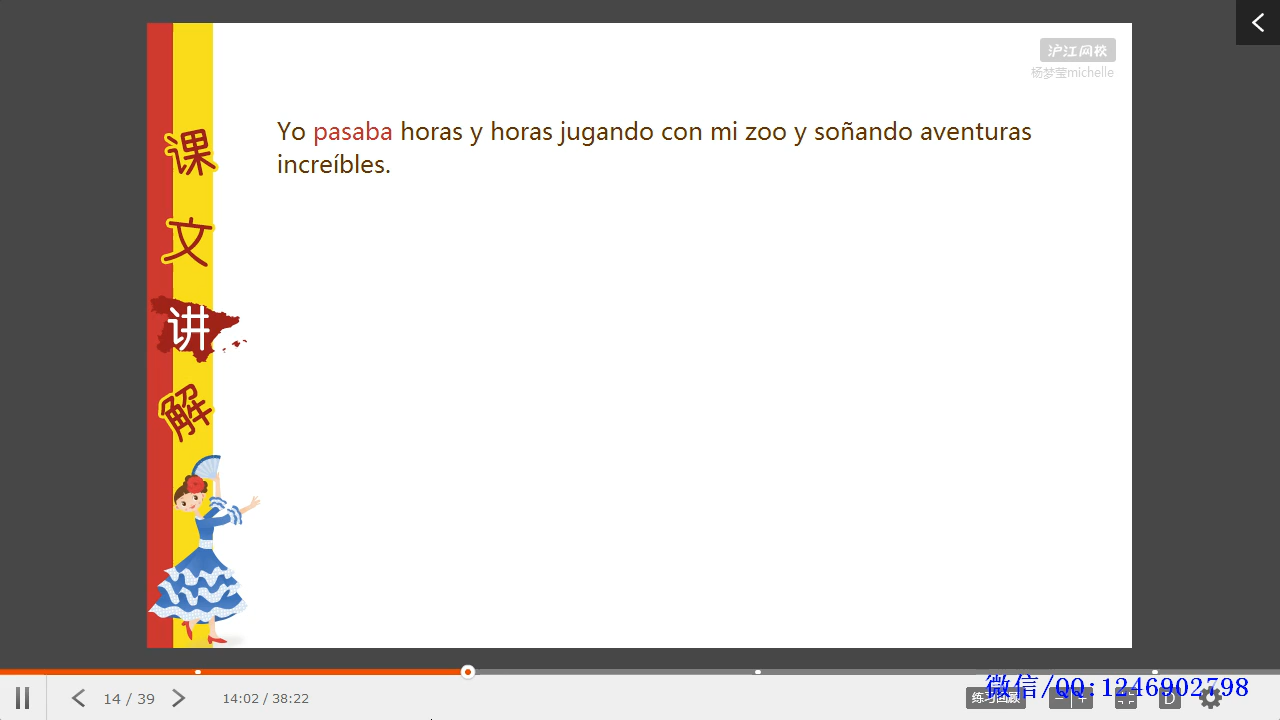 沪江网校
杨梦莹michelle
Yo pasaba horas y horas jugando con mi zoo y soñando aventuras
increíbles.
课
文
讲
解
14 / 39
14:02 / 38:22
微信/QQ:1246902798
D